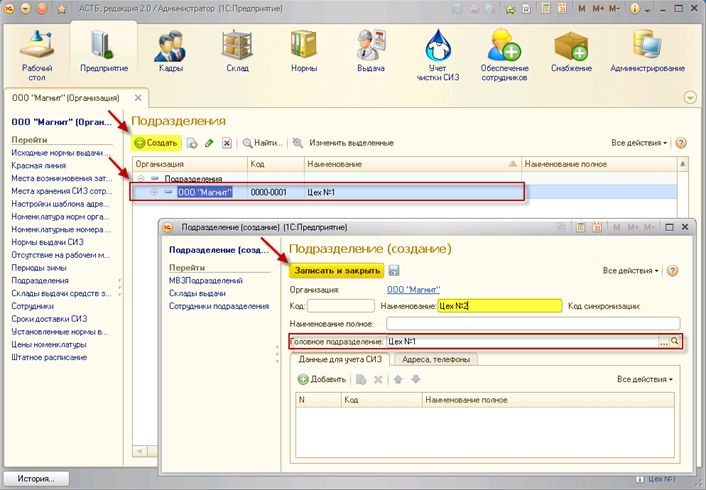 АСТБ, редакция 2.0 / Администратор (1С:Предприятие)
M M+ M-
Рабочий стол
Предприятие
Кадры
Склад
Нормы
Выдача
Учет чистки СИЗ
Обеспечение сотрудников
Снабжение
Администрирование
ООО "Магнит" (Организация)
ООО "Магнит" (Орган...
Перейти
Исходные нормы выдачи ...
Красная линия
Места возникновения зат...
Места хранения СИЗ сотр...
Настройки шаблона адре...
Номенклатура норм орга...
Номенклатурные номера ...
Нормы выдачи СИЗ
Отсутствие на рабочем м...
Периоды зимы
Подразделения
Склады выдачи средств з...
Сотрудники
Сроки доставки СИЗ
Установленные нормы в...
Цены номенклатуры
Штатное расписание
Подразделения
Создать
Найти...
Изменить выделенные
Все действия
Организация Код Наименование Наименование полное
Подразделения
ООО "Магнит" 0000-0001 Цех №1
Подразделение (создание) (1С:Предприятие)
M M+ M-
Подразделение (созд...
Перейти
МВЗПодразделений
Склады выдачи
Сотрудники подразделения
Подразделение (создание)
Записать и закрыть
Все действия
Организация: ООО "Магнит"
Код: Наименование: Цех №2 Код синхронизации:
Наименование полное:
Головное подразделение: Цех №1 ...
Данные для учета СИЗ Адреса, телефоны
Добавить
Все действия
N Код Наименование полное
История...
Цех №1